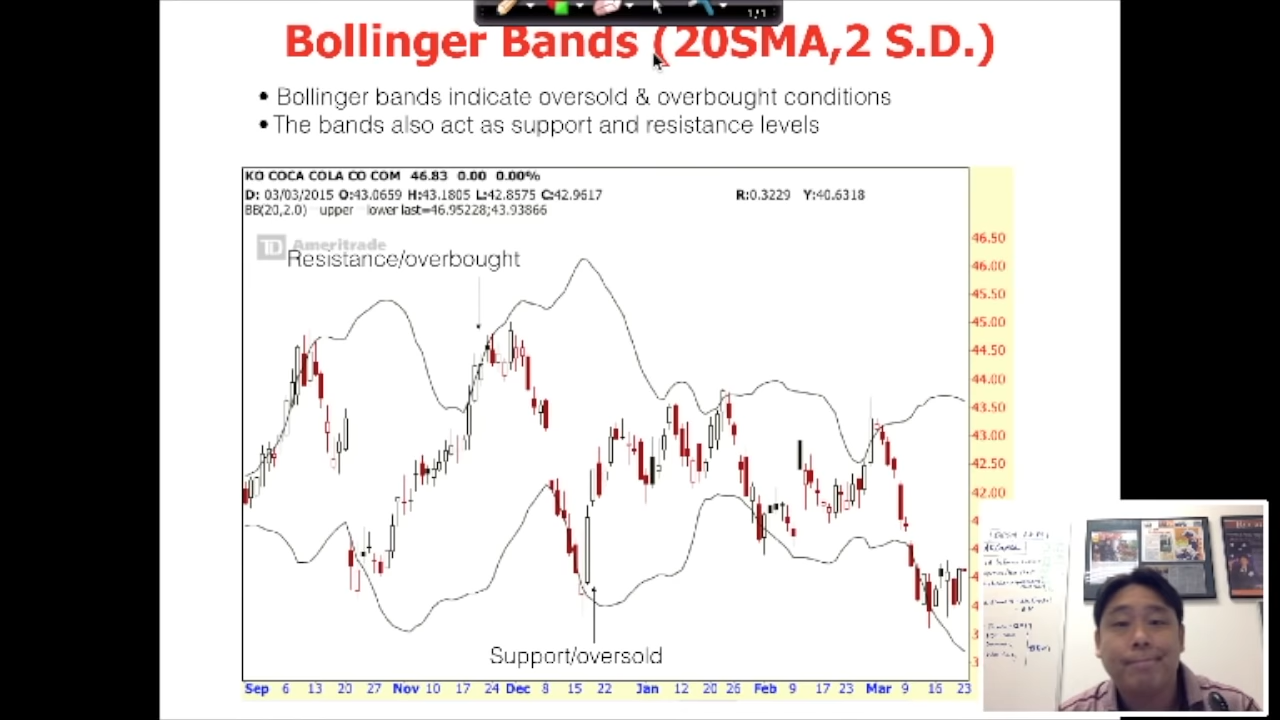 1/1
Bollinger Bands (20SMA,2 S.D.)
• Bollinger bands indicate oversold & overbought conditions
• The bands also act as support and resistance levels
KO COCA COLA CO COM 46.83 0.00 0.00%
D: 03/03/2015 O:43.0659 H:43.1805 L:42.8575 C:42.9617 R:0.3229 Y:40.6318
BB(20,2.0) upper lower last=46.95228;43.93866
TD Ameritrade
Resistance/overbought
46.50
46.00
45.50
45.00
44.50
44.00
43.50
43.00
42.50
42.00
Support/oversold
Sep 6 13 20 27 Nov 10 17 24 Dec 8 15 22 Jan 12 20 26 Feb 9 17 23 Mar 9 16 23